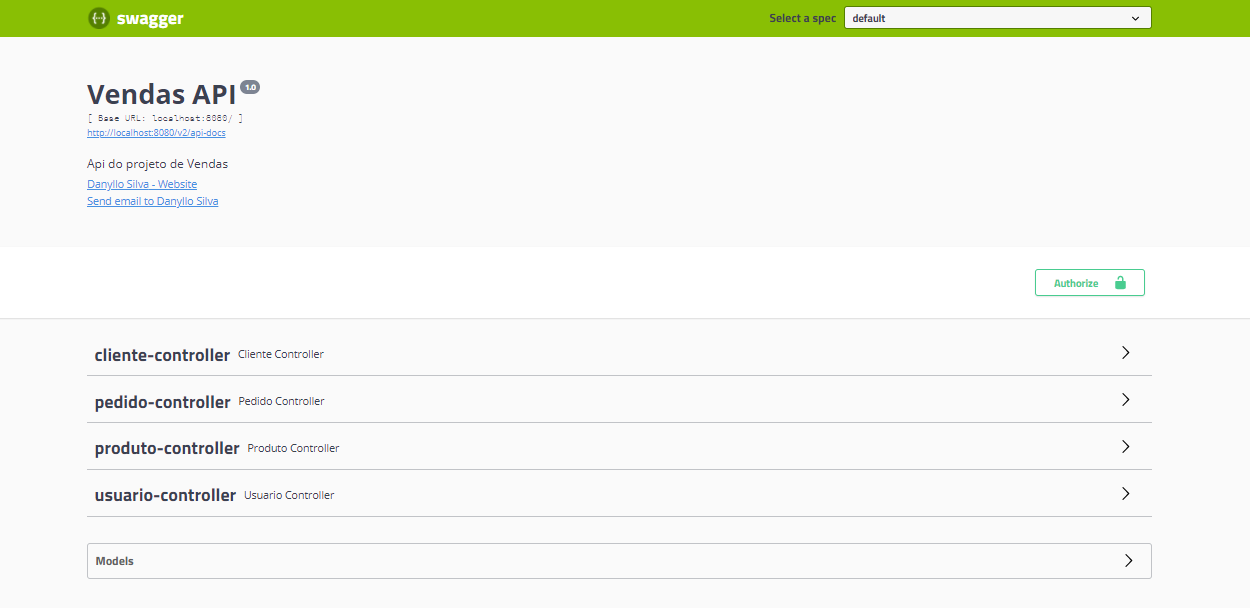 swagger
Select a spec default
Vendas API 1.0
[ Base URL: localhost:8080/ ]
http://localhost:8080/v2/api-docs
Api do projeto de Vendas
Danyllo Silva - Website
Send email to Danyllo Silva
Authorize
cliente-controller Cliente Controller
pedido-controller Pedido Controller
produto-controller Produto Controller
usuario-controller Usuario Controller
Models